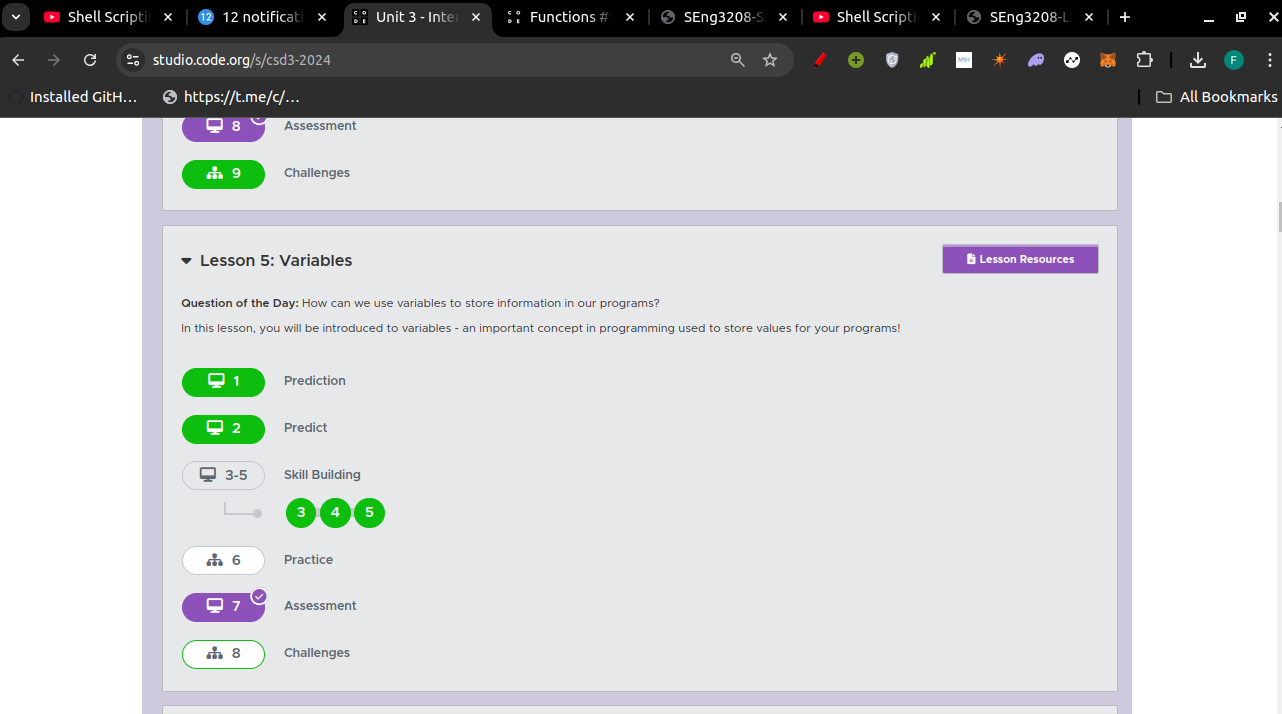 Shell Scriptin
12 notificati
Unit 3 - Inter
Functions #
SEng3208-S
Shell Scripti
SEng3208-L
studio.code.org/s/csd3-2024
F
Installed GitH...
https://t.me/c/...
All Bookmarks
8 Assessment
9 Challenges
Lesson 5: Variables
Lesson Resources
Question of the Day: How can we use variables to store information in our programs?
In this lesson, you will be introduced to variables - an important concept in programming used to store values for your programs!
1 Prediction
2 Predict
3-5 Skill Building
3 4 5
6 Practice
7 Assessment
8 Challenges